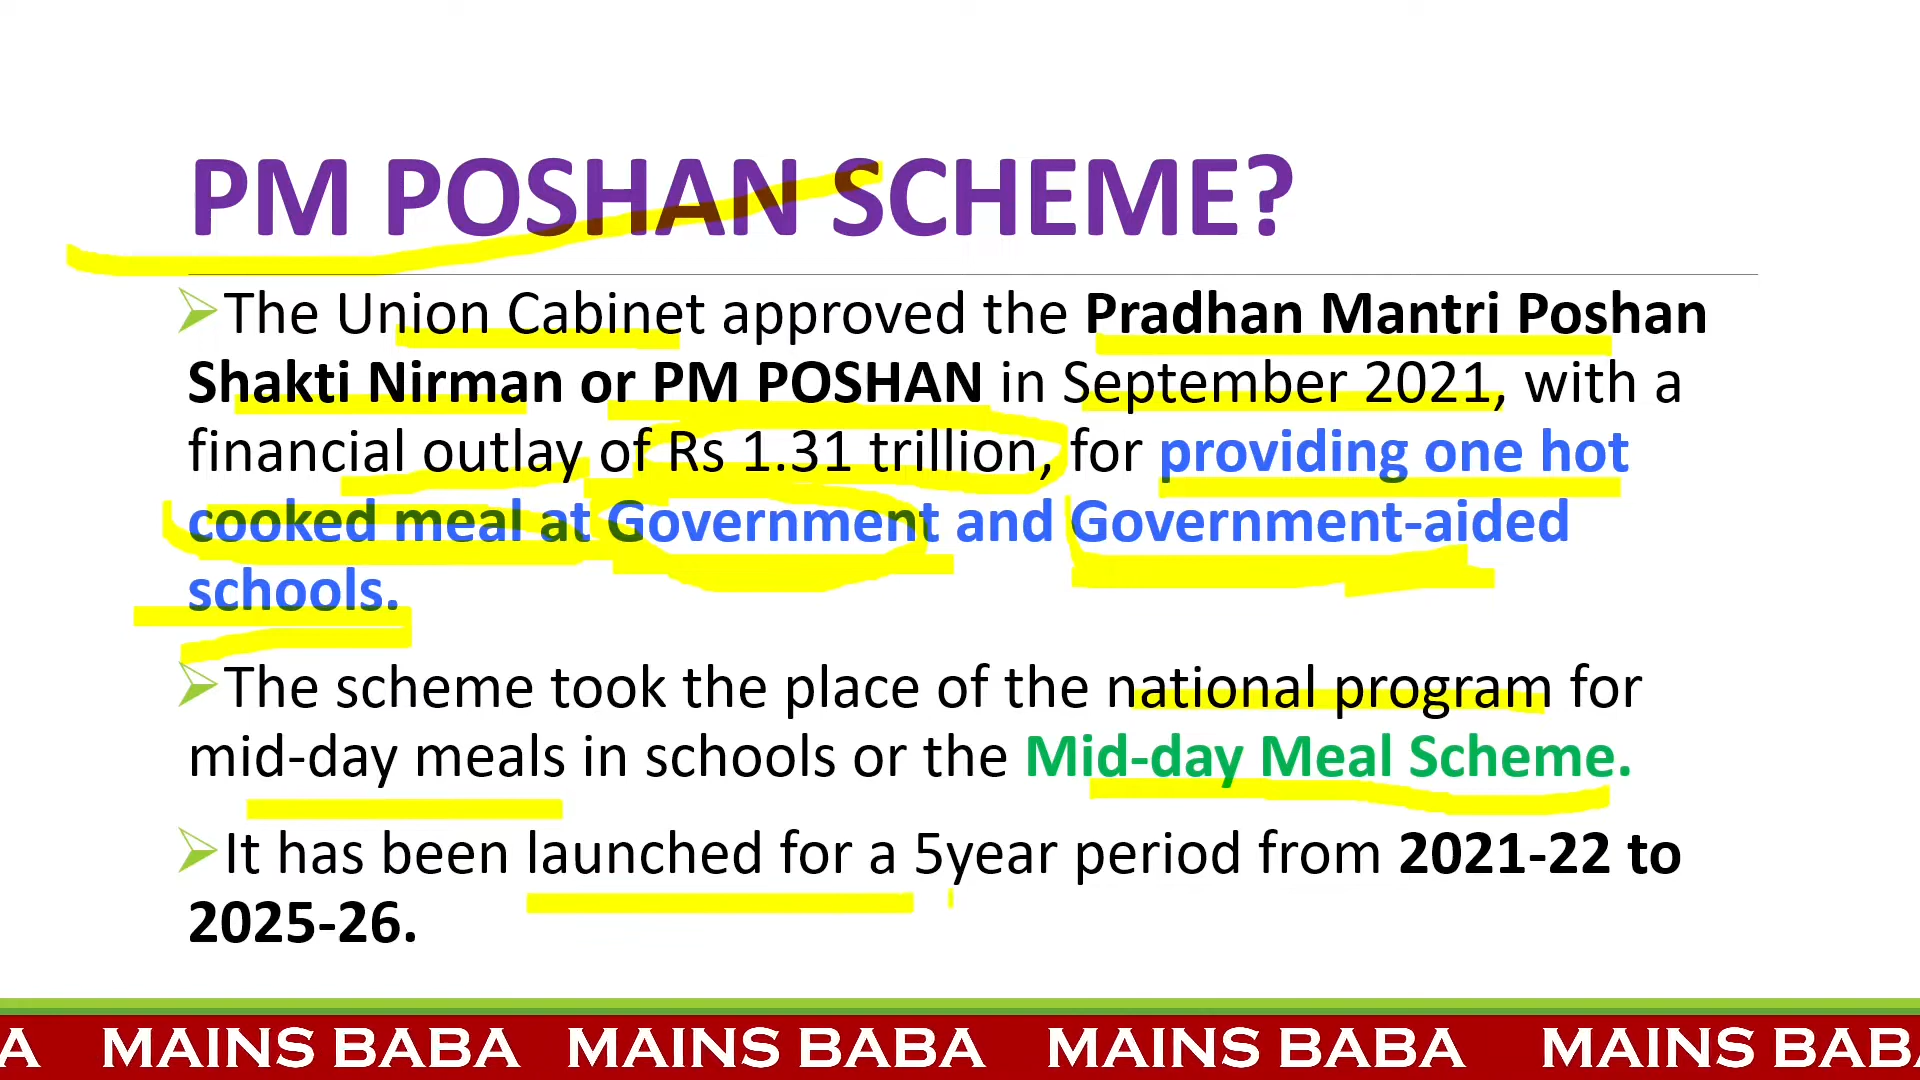 PM POSHAN SCHEME?
The Union Cabinet approved the Pradhan Mantri Poshan
Shakti Nirman or PM POSHAN in September 2021, with a
financial outlay of Rs 1.31 trillion, for providing one hot
cooked meal at Government and Government-aided
schools.
The scheme took the place of the national program for
mid-day meals in schools or the Mid-day Meal Scheme.
It has been launched for a 5year period from 2021-22 to
2025-26.
A MAINS BABA MAINS BABA MAINS BABA MAINS BABA